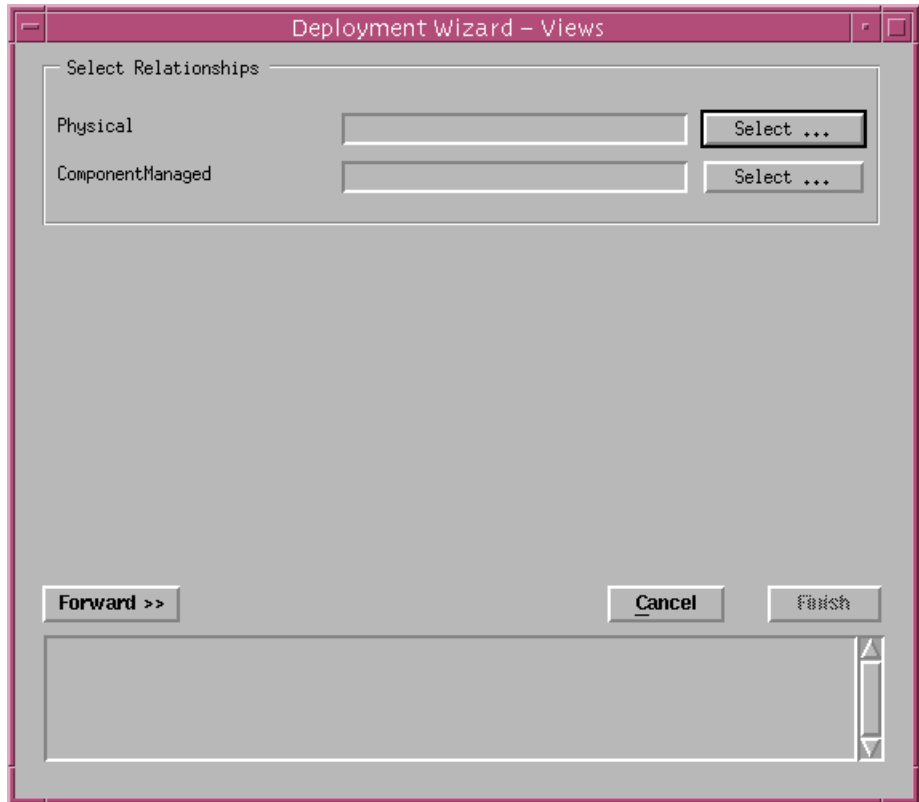 Deployment Wizard – Views
Select Relationships
Physical Select ...
ComponentManaged Select ...
Forward >> Cancel Finish